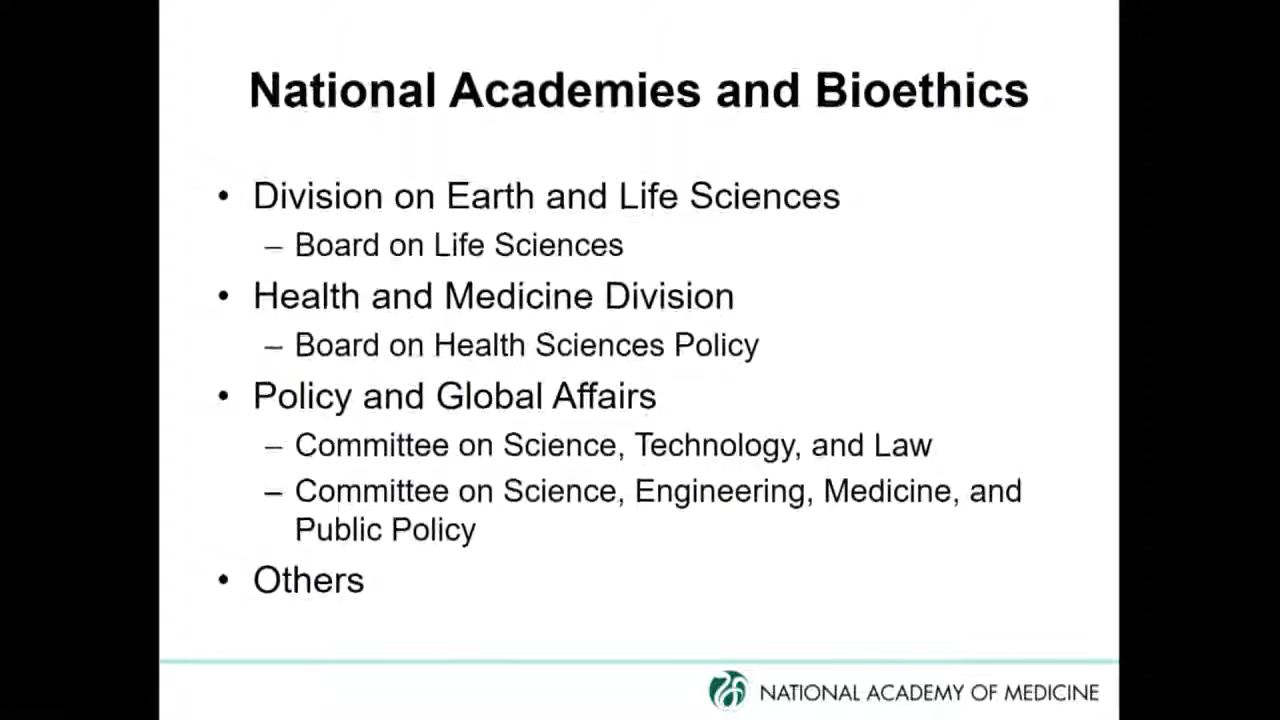 National Academies and Bioethics
• Division on Earth and Life Sciences
– Board on Life Sciences
• Health and Medicine Division
– Board on Health Sciences Policy
• Policy and Global Affairs
– Committee on Science, Technology, and Law
– Committee on Science, Engineering, Medicine, and
Public Policy
• Others
NATIONAL ACADEMY OF MEDICINE